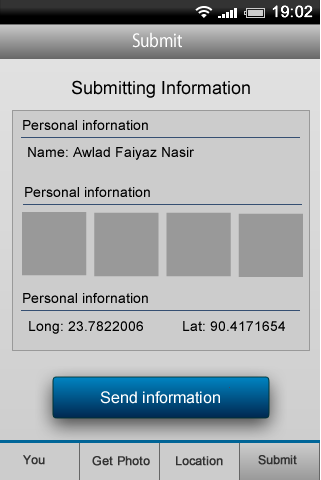 19:02
Submit
Submitting Information
Personal infornation
Name: Awlad Faiyaz Nasir
Personal infornation
Personal infornation
Long: 23.7822006 Lat: 90.4171654
Send information
You Get Photo Location Submit